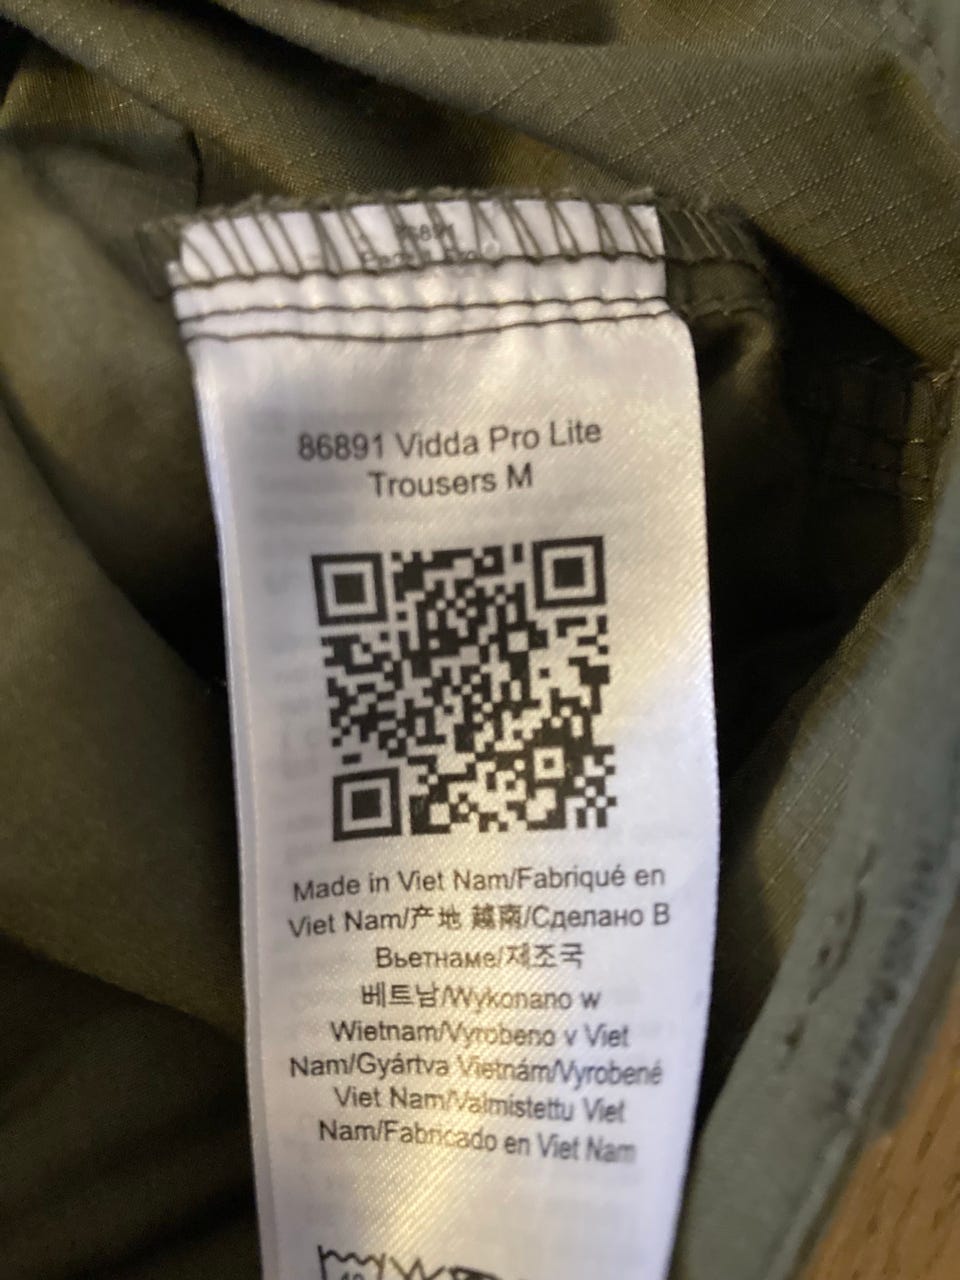 86891
86891 Vidda Pro Lite
Trousers M
Made in Viet Nam/Fabriqué en
Viet Nam/产地 越南/Сделано В
Вьетнаме/제조국
베트남/Wykonano w
Wietnam/Vyrobeno v Viet
Nam/Gyártva Vietnám/Vyrobené
Viet Nam/Valmistettu Viet
Nam/Fabricado en Viet Nam
40